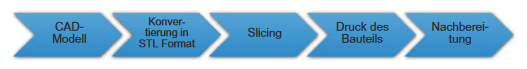 CAD-
Modell
Konver-
tierung in
STL Format
Slicing
Druck des
Bauteils
Nachberei-
tung